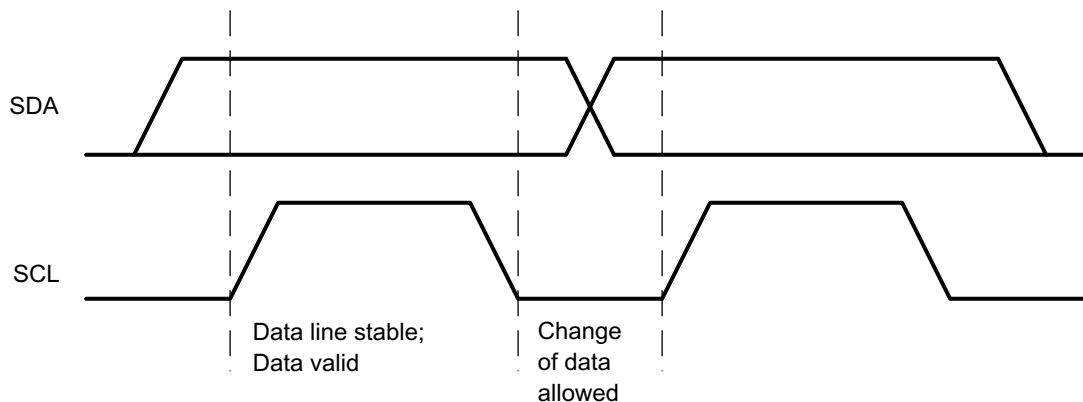 SDA
SCL
Data line stable;
Data valid
Change
of data
allowed